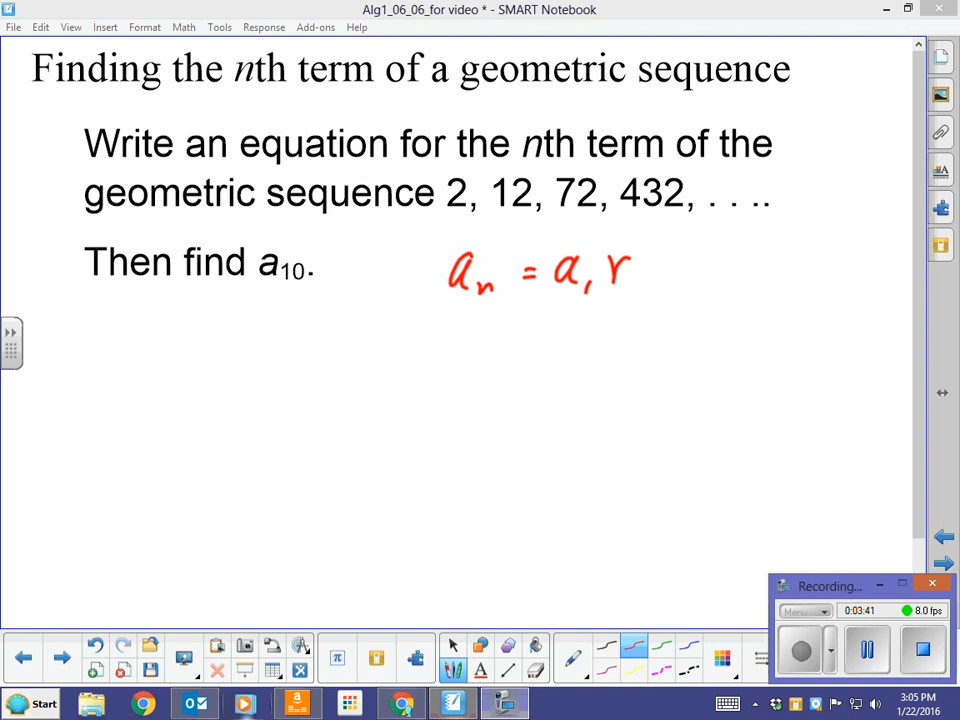 Alg1_06_06_for video * - SMART Notebook
File Edit View Insert Format Tools Math Response Add-ons Help
Finding the nth term of a geometric sequence
Write an equation for the nth term of the
geometric sequence 2, 12, 72, 432, . . ..
Then find a₁₀.
aₙ = a₁ r
Recording...
Menu 0:03:41 8.0 fps
π
A
Start
3:05 PM
1/22/2016